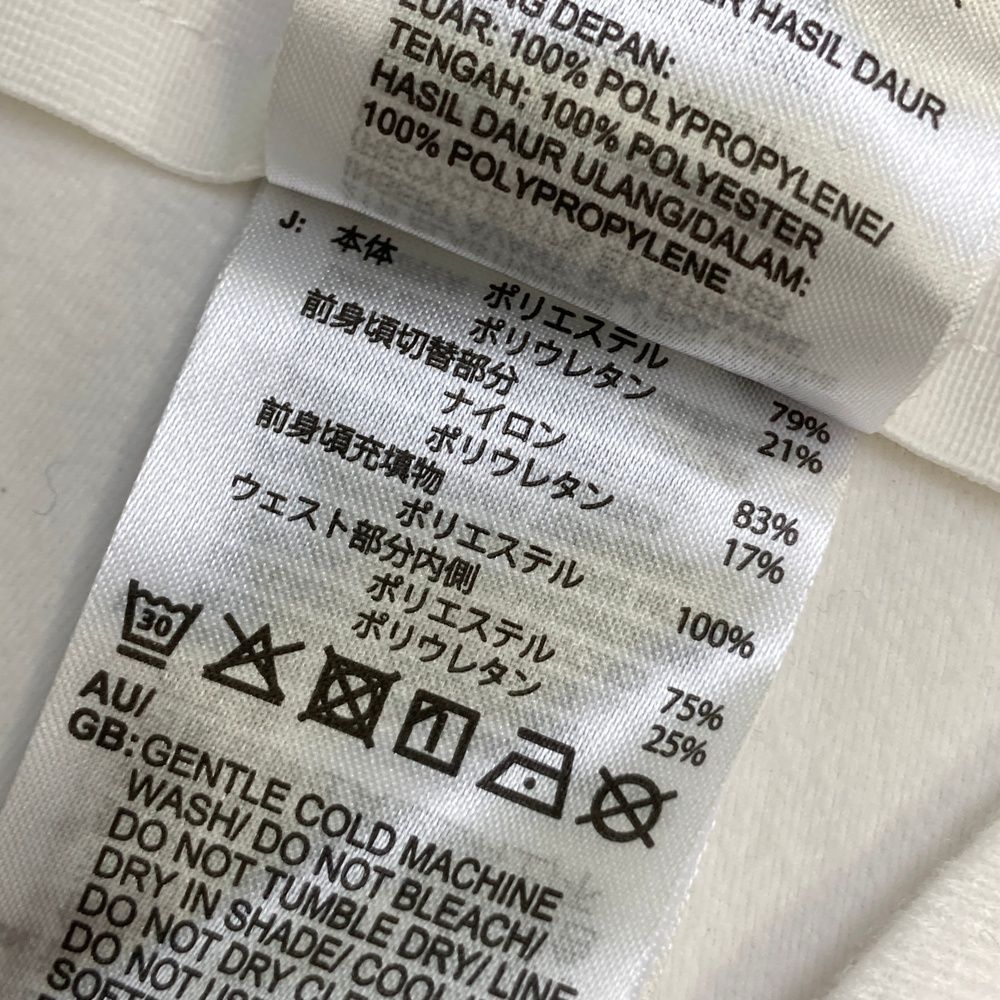 HASIL DAUR
DEPAN:
LUAR: 100% POLYPROPYLENE/
TENGAH: 100% POLYESTER
HASIL DAUR ULANG/DALAM:
100% POLYPROPYLENE
J: 本体
ポリエステル 79%
ポリウレタン 21%
前身頃切替部分
ナイロン 83%
ポリウレタン 17%
前身頃充填物
ポリエステル 100%
ウエスト部分内側
ポリエステル 75%
ポリウレタン 25%
30
AU/
GB: GENTLE COLD MACHINE
WASH/ DO NOT BLEACH/
DO NOT TUMBLE DRY/ LINE
DRY IN SHADE/ COOL
DO NOT DRY
DO NOT USE